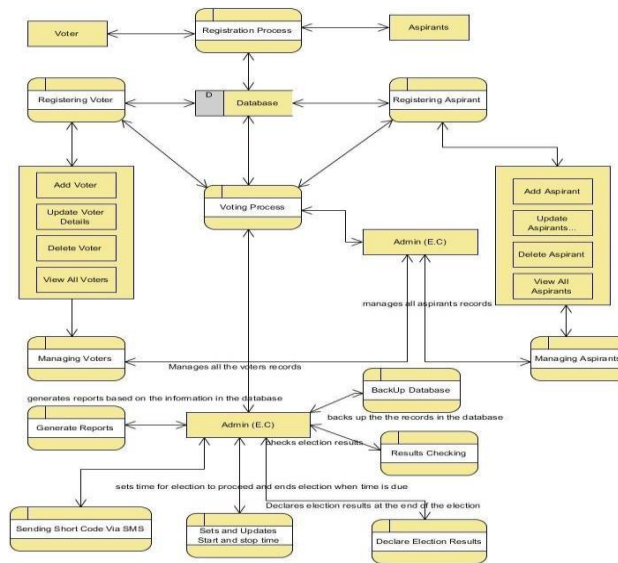 Voter
Registration Process
Aspirants
Registering Voter
D
Database
Registering Aspirant
Add Voter
Update Voter
Details
Delete Voter
View All Voters
Voting Process
Admin (E.C)
Add Aspirant
Update
Aspirants...
Delete Aspirant
View All
Aspirants
manages all aspirants records
Managing Voters
Manages all the voters records
Managing Aspirants
generates reports based on the information in the database
BackUp Database
backs up the the records in the database
Generate Reports
Admin (E.C)
checks election results
Results Checking
sets time for election to proceed and ends election when time is due
Declares election results at the end of the election
Sending Short Code Via SMS
Sets and Updates
Start and stop time
Declare Election Results